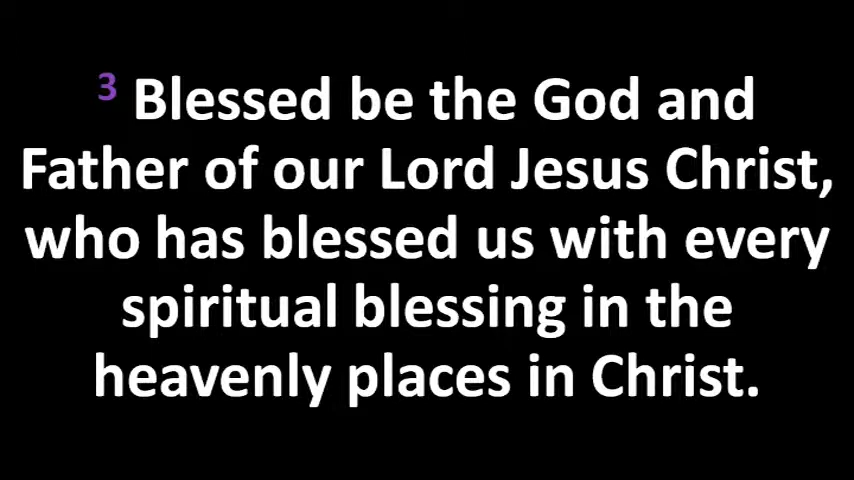 3 Blessed be the God and
Father of our Lord Jesus Christ,
who has blessed us with every
spiritual blessing in the
heavenly places in Christ.